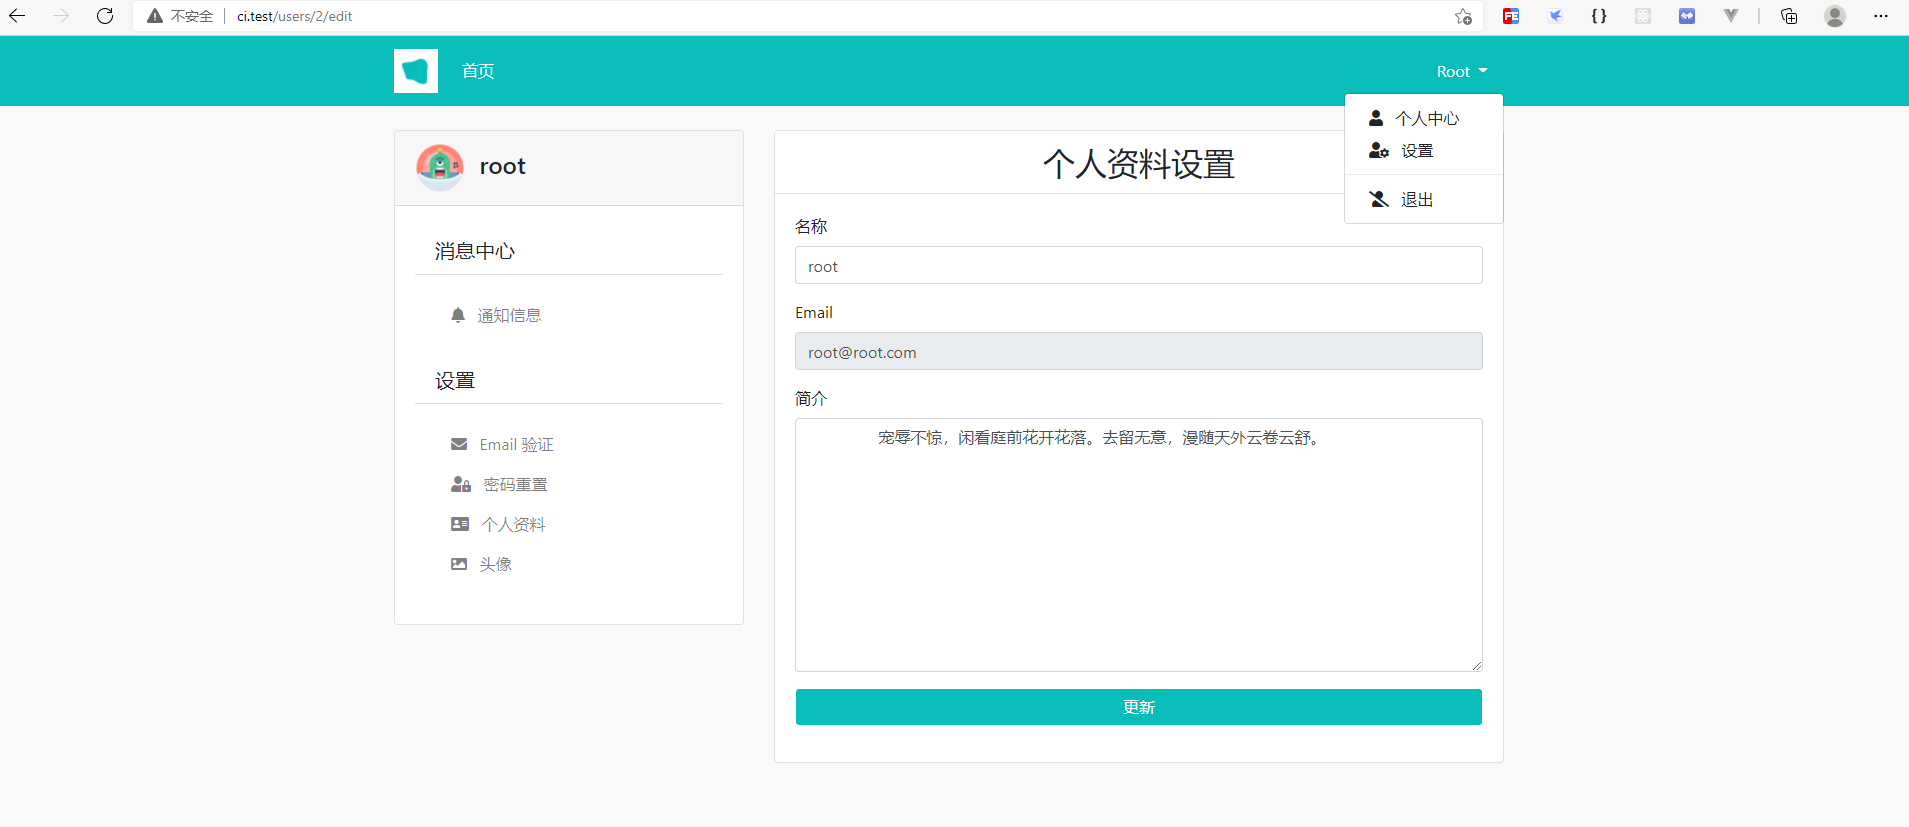 不安全 ci.test/users/2/edit
首页 Root
个人中心
设置
退出
root
消息中心
通知信息
设置
Email 验证
密码重置
个人资料
头像
个人资料设置
名称
root
Email
root@root.com
简介
宠辱不惊，闲看庭前花开花落。去留无意，漫随天外云卷云舒。
更新